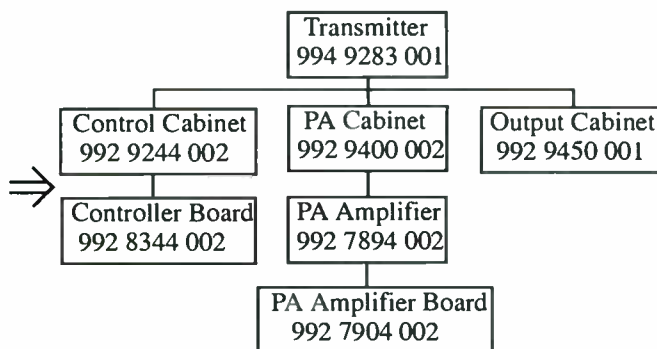 Transmitter
994 9283 001
Control Cabinet
992 9244 002
PA Cabinet
992 9400 002
Output Cabinet
992 9450 001
Controller Board
992 8344 002
PA Amplifier
992 7894 002
PA Amplifier Board
992 7904 002